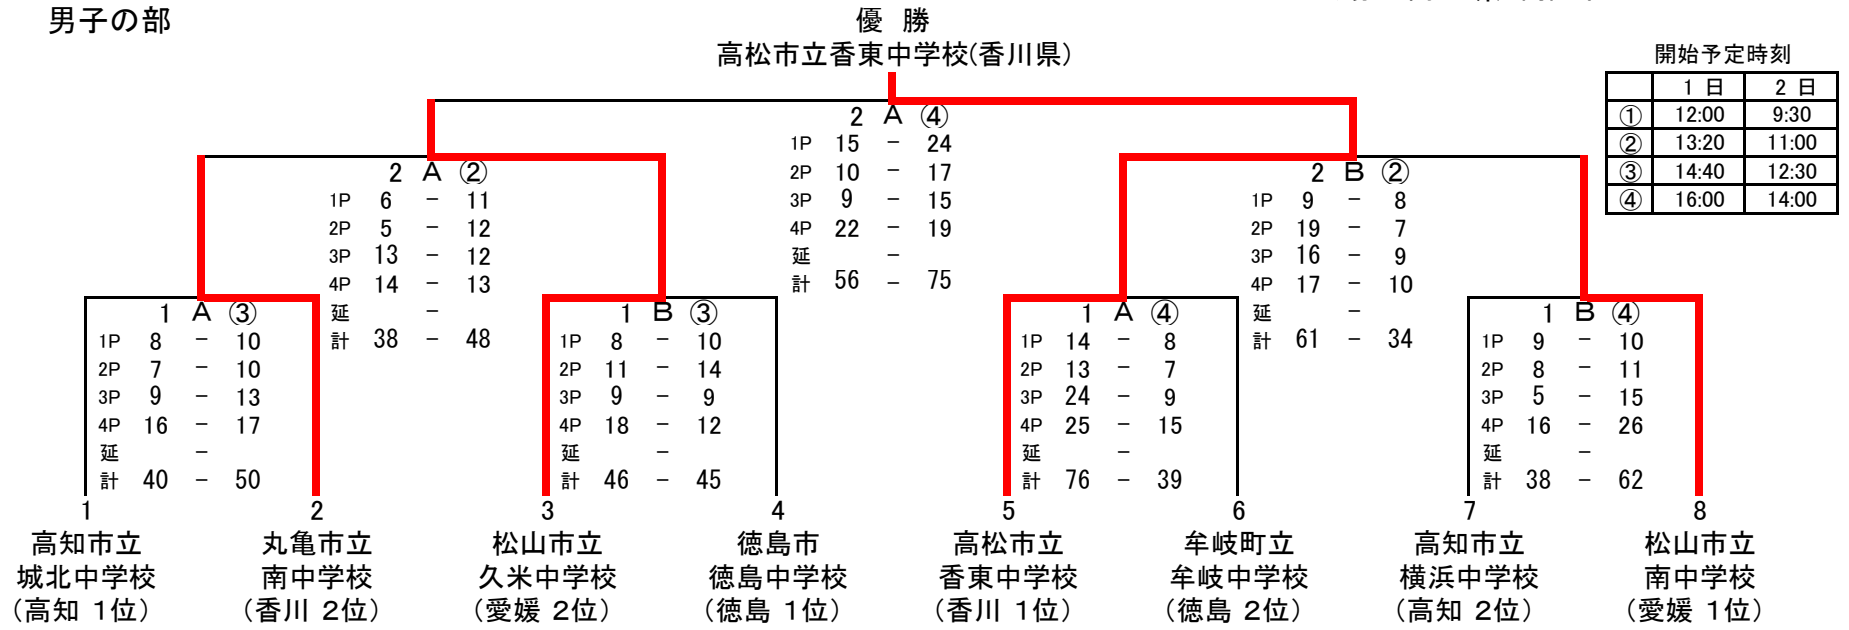 男子の部
優 勝
高松市立香東中学校(香川県)
開始予定時刻
1 日 2 日
① 12:00 9:30
② 13:20 11:00
③ 14:40 12:30
④ 16:00 14:00
2 A ④
1P 15 － 24
2P 10 － 17
3P 9 － 15
4P 22 － 19
延 －
計 56 － 75
2 A ②
1P 6 － 11
2P 5 － 12
3P 13 － 12
4P 14 － 13
延 －
計 38 － 48
2 B ②
1P 9 － 8
2P 19 － 7
3P 16 － 9
4P 17 － 10
延 －
計 61 － 34
1 A ③
1P 8 － 10
2P 7 － 10
3P 9 － 13
4P 16 － 17
延 －
計 40 － 50
1 B ③
1P 8 － 10
2P 11 － 14
3P 9 － 9
4P 18 － 12
延 －
計 46 － 45
1 A ④
1P 14 － 8
2P 13 － 7
3P 24 － 9
4P 25 － 15
延 －
計 76 － 39
1 B ④
1P 9 － 10
2P 8 － 11
3P 5 － 15
4P 16 － 26
延 －
計 38 － 62
1
高知市立
城北中学校
(高知 1位)
2
丸亀市立
南中学校
(香川 2位)
3
松山市立
久米中学校
(愛媛 2位)
4
徳島市
徳島中学校
(徳島 1位)
5
高松市立
香東中学校
(香川 1位)
6
牟岐町立
牟岐中学校
(徳島 2位)
7
高知市立
横浜中学校
(高知 2位)
8
松山市立
南中学校
(愛媛 1位)